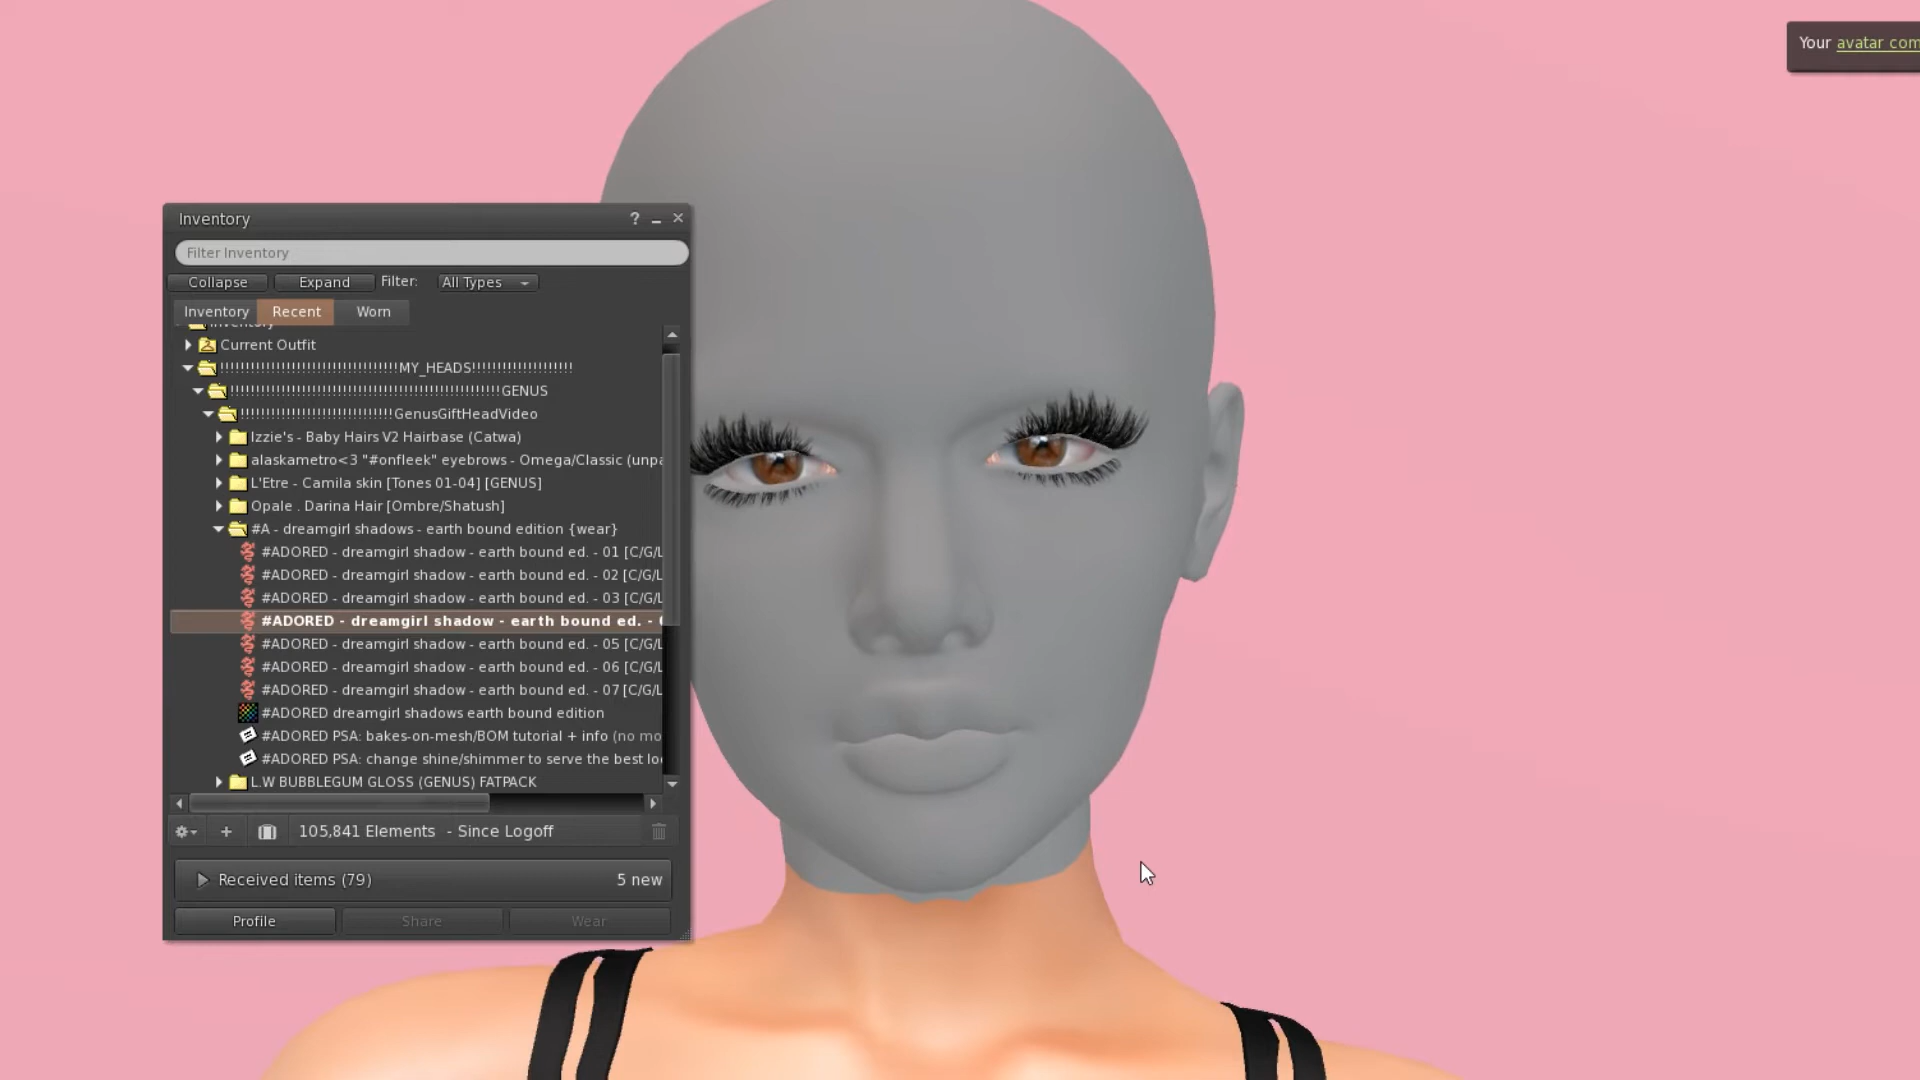 Your avatar com
Inventory
? _ ×
Filter Inventory
Collapse Expand Filter: All Types
Inventory Recent Worn
Inventory
Current Outfit
!!!!!!!!!!!!!!!!!!!!!!!!!!!!!!!!!!!MY_HEADS!!!!!!!!!!!!!!!!!!!!
!!!!!!!!!!!!!!!!!!!!!!!!!!!!!!!!!!!!!!!!!!!!!!!!!!!!!GENUS
!!!!!!!!!!!!!!!!!!!!!!!!!!!!!!GenusGiftHeadVideo
Izzie's - Baby Hairs V2 Hairbase (Catwa)
alaskametro<3 "#onfleek" eyebrows - Omega/Classic (unpa
L'Etre - Camila skin [Tones 01-04] [GENUS]
Opale . Darina Hair [Ombre/Shatush]
#A - dreamgirl shadows - earth bound edition {wear}
#ADORED - dreamgirl shadow - earth bound ed. - 01 [C/G/L
#ADORED - dreamgirl shadow - earth bound ed. - 02 [C/G/L
#ADORED - dreamgirl shadow - earth bound ed. - 03 [C/G/L
#ADORED - dreamgirl shadow - earth bound ed. -
#ADORED - dreamgirl shadow - earth bound ed. - 05 [C/G/L
#ADORED - dreamgirl shadow - earth bound ed. - 06 [C/G/L
#ADORED - dreamgirl shadow - earth bound ed. - 07 [C/G/L
#ADORED dreamgirl shadows earth bound edition
#ADORED PSA: bakes-on-mesh/BOM tutorial + info (no mo
#ADORED PSA: change shine/shimmer to serve the best lo
L.W BUBBLEGUM GLOSS (GENUS) FATPACK
105,841 Elements - Since Logoff
Received items (79) 5 new
Profile Share Wear